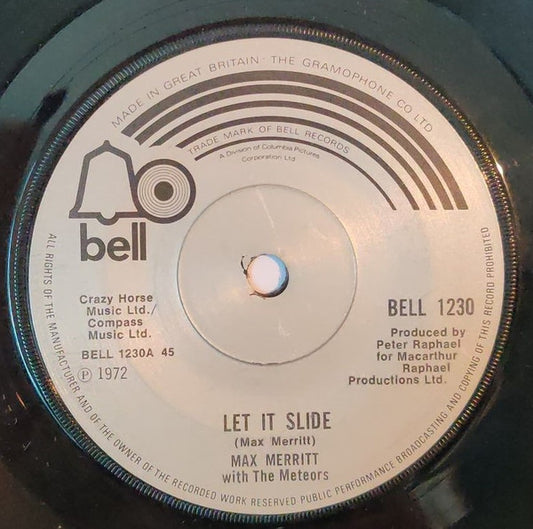 MADE IN GREAT BRITAIN · THE GRAMOPHONE CO LTD
TRADE MARK OF BELL RECORDS
A Division of Columbia Pictures
Corporation Ltd
bell
Crazy Horse
Music Ltd./
Compass
Music Ltd.
BELL 1230A 45
℗ 1972
BELL 1230
Produced by
Peter Raphael
for Macarthur
Raphael
Productions Ltd.
LET IT SLIDE
(Max Merritt)
MAX MERRITT
with The Meteors
ALL RIGHTS OF THE MANUFACTURER AND OF THE OWNER OF THE RECORDED WORK RESERVED PUBLIC PERFORMANCE BROADCASTING AND COPYING OF THIS RECORD PROHIBITED